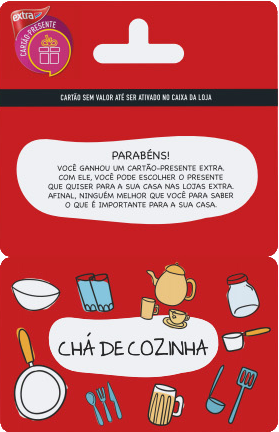 extra
CARTÃO PRESENTE
CARTÃO SEM VALOR ATÉ SER ATIVADO NO CAIXA DA LOJA
PARABÉNS!
VOCÊ GANHOU UM CARTÃO-PRESENTE EXTRA.
COM ELE, VOCÊ PODE ESCOLHER O PRESENTE
QUE QUISER PARA A SUA CASA NAS LOJAS EXTRA.
AFINAL, NINGUÉM MELHOR QUE VOCÊ PARA SABER
O QUE É IMPORTANTE PARA A SUA CASA.
CHÁ DE COZINHA